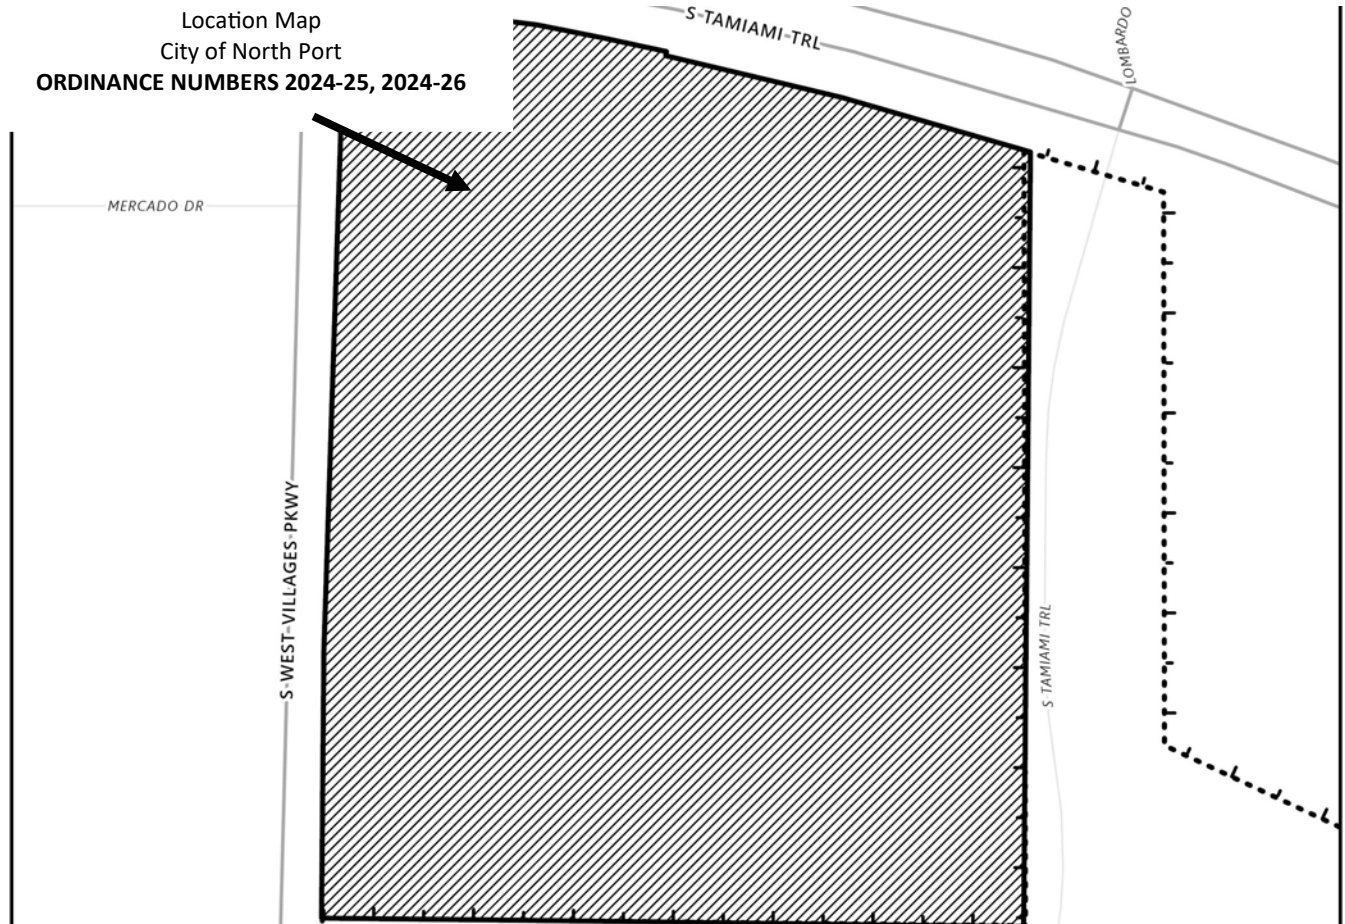 Location Map
City of North Port
ORDINANCE NUMBERS 2024-25, 2024-26
S-TAMIAMI-TRL
LOMBARDO
MERCADO DR
S-WEST-VILLAGES-PKWY
S TAMIAMI TRL